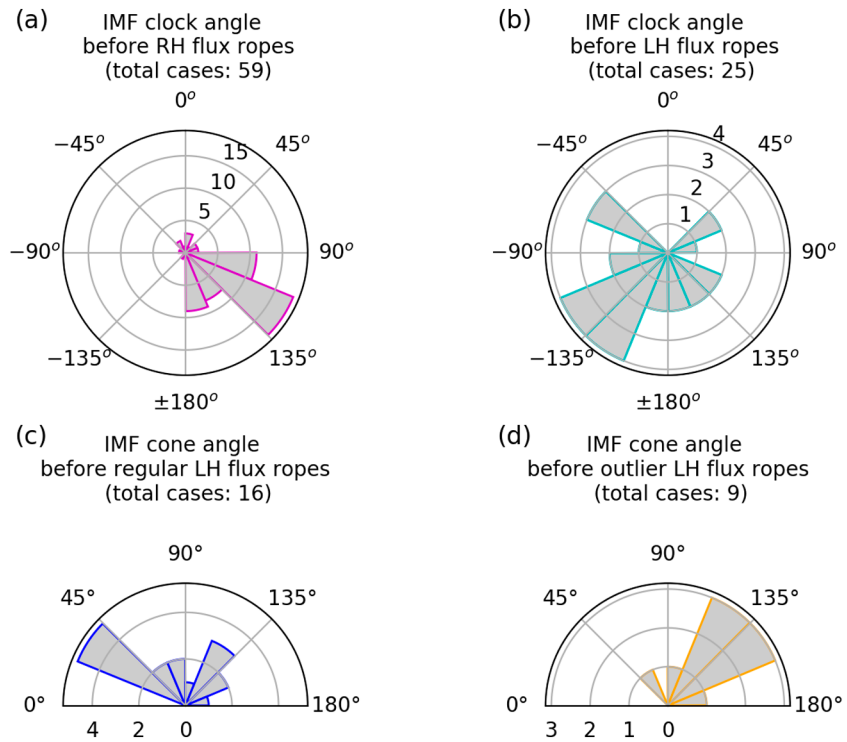 (a) IMF clock angle
before RH flux ropes
(total cases: 59)
0°
−45° 45°
15
10
5
−90° 90°
−135° 135°
±180°
(b) IMF clock angle
before LH flux ropes
(total cases: 25)
0°
−45° 4 45°
3
2
1
−90° 90°
−135° 135°
±180°
(c) IMF cone angle
before regular LH flux ropes
(total cases: 16)
90°
45° 135°
0° 180°
4 2 0
(d) IMF cone angle
before outlier LH flux ropes
(total cases: 9)
90°
45° 135°
0° 180°
3 2 1 0